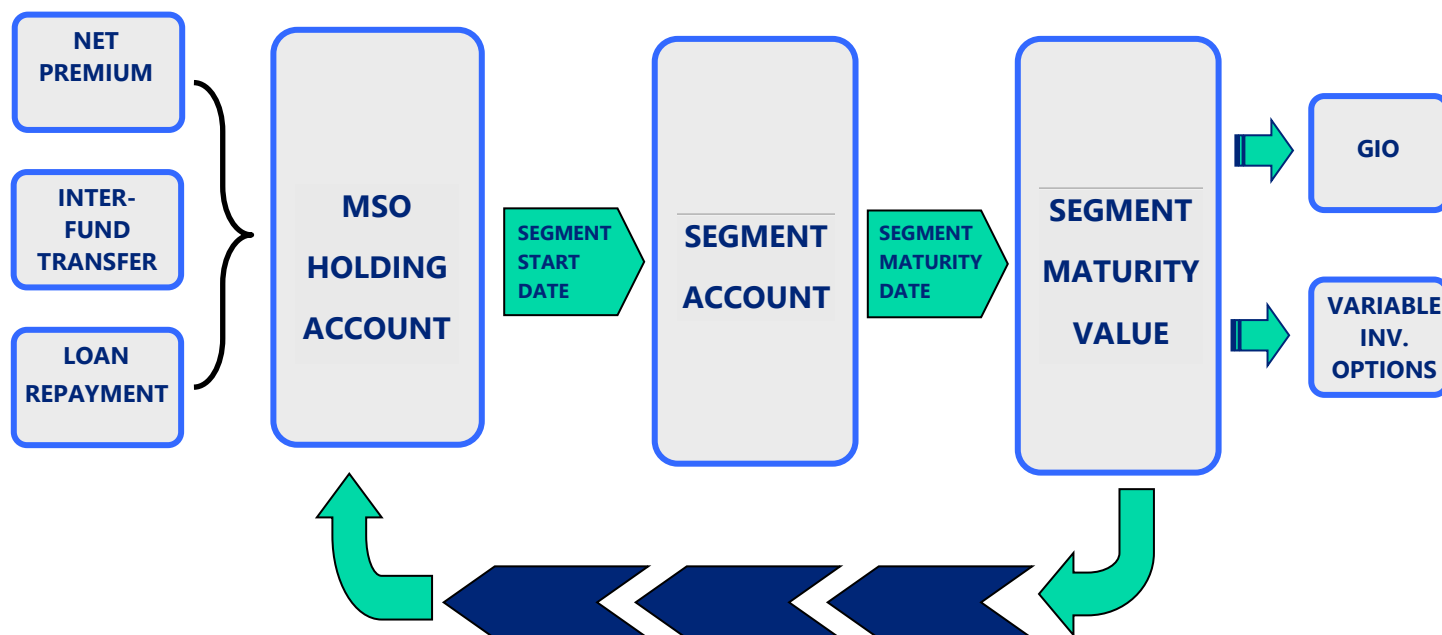 NET
PREMIUM
INTER-
FUND
TRANSFER
LOAN
REPAYMENT
MSO
HOLDING
ACCOUNT
SEGMENT
START
DATE
SEGMENT
ACCOUNT
SEGMENT
MATURITY
DATE
SEGMENT
MATURITY
VALUE
GIO
VARIABLE
INV.
OPTIONS